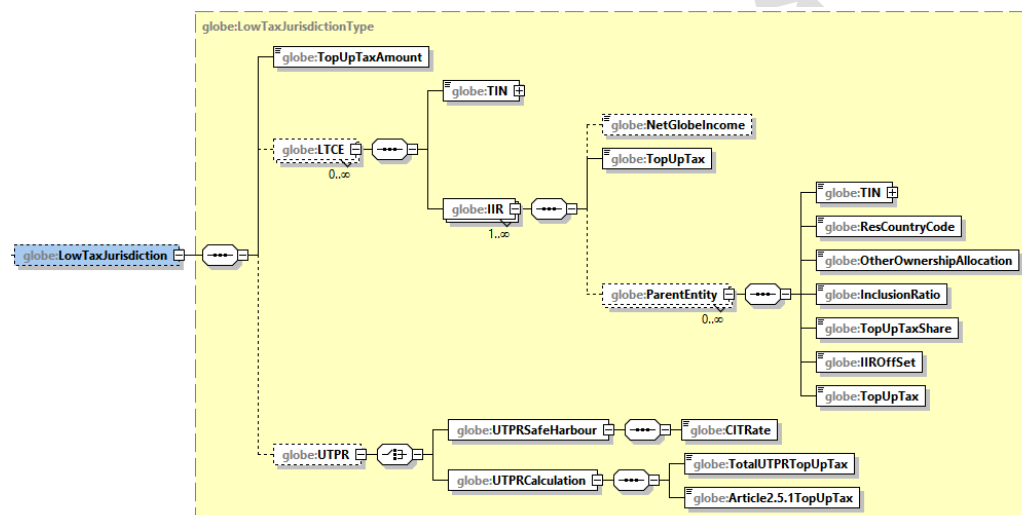 globe:LowTaxJurisdictionType
globe:TopUpTaxAmount
globe:TIN
globe:NetGlobeIncome
globe:LTCE
0..∞
globe:TopUpTax
globe:TIN
globe:IIR
1..∞
globe:ResCountryCode
globe:LowTaxJurisdiction
globe:OtherOwnershipAllocation
globe:ParentEntity
0..∞
globe:InclusionRatio
globe:TopUpTaxShare
globe:IIROffSet
globe:TopUpTax
globe:UTPRSafeHarbour
globe:CITRate
globe:UTPR
globe:TotalUTPRTopUpTax
globe:UTPRCalculation
globe:Article2.5.1TopUpTax